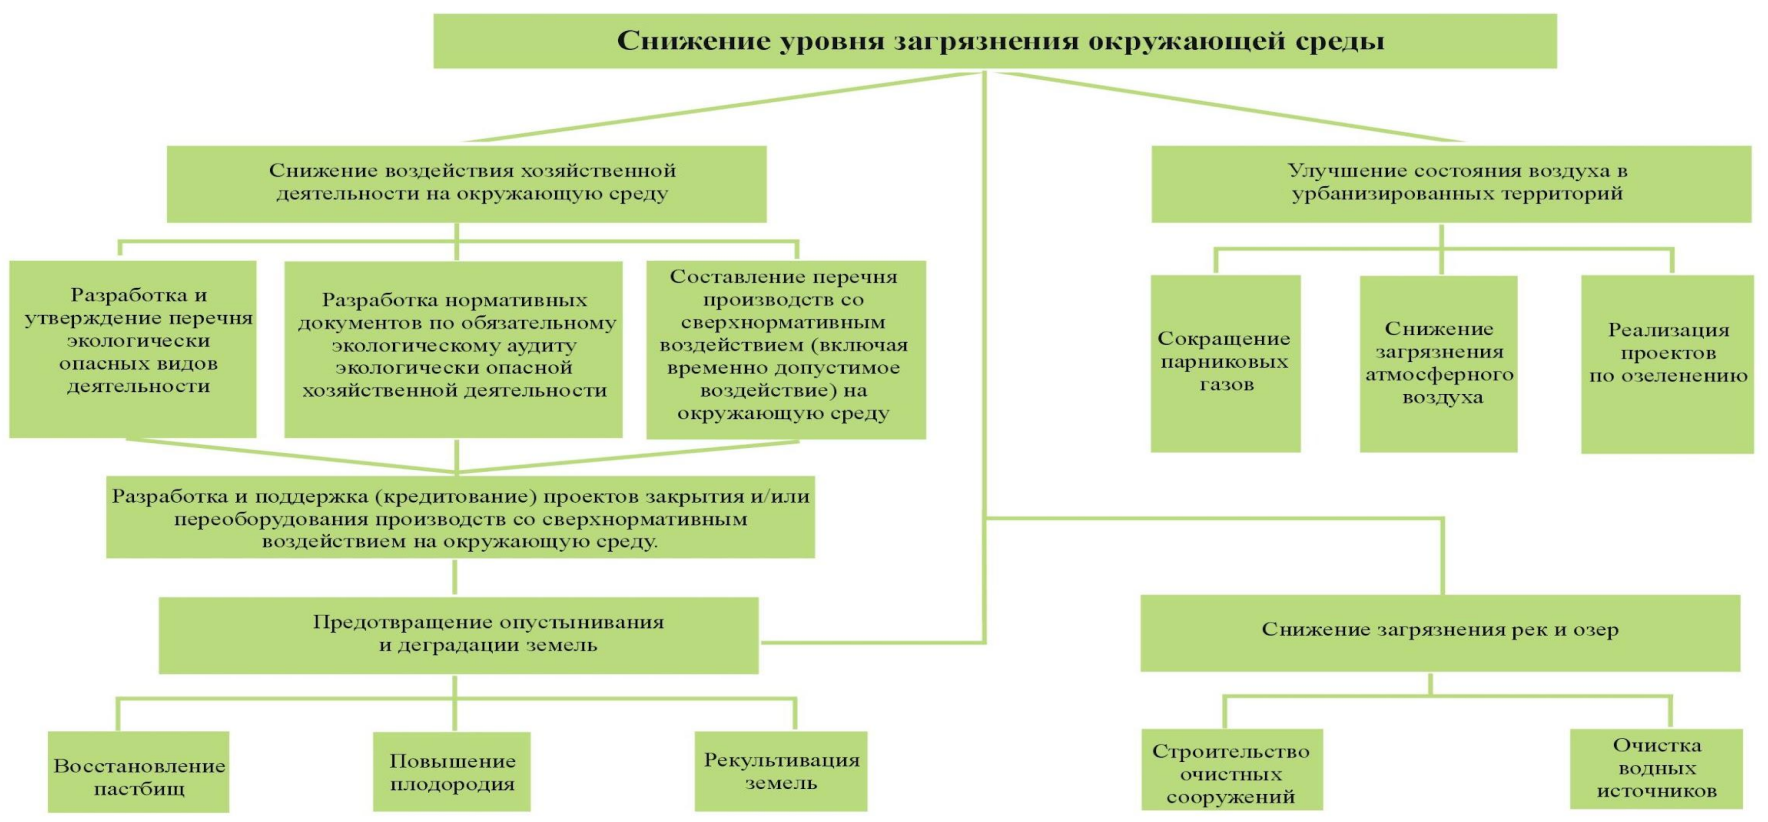 Снижение уровня загрязнения окружающей среды
Снижение воздействия хозяйственной
деятельности на окружающую среду
Улучшение состояния воздуха в
урбанизированных территорий
Разработка и
утверждение перечня
экологически
опасных видов
деятельности
Разработка нормативных
документов по обязательному
экологическому аудиту
экологически опасной
хозяйственной деятельности
Составление перечня
производств со
сверхнормативным
воздействием (включая
временно допустимое
воздействие) на
окружающую среду
Сокращение
парниковых
газов
Снижение
загрязнения
атмосферного
воздуха
Реализация
проектов
по озеленению
Разработка и поддержка (кредитование) проектов закрытия и/или
переоборудования производств со сверхнормативным
воздействием на окружающую среду.
Предотвращение опустынивания
и деградации земель
Снижение загрязнения рек и озер
Восстановление
пастбищ
Повышение
плодородия
Рекультивация
земель
Строительство
очистных
сооружений
Очистка
водных
источников